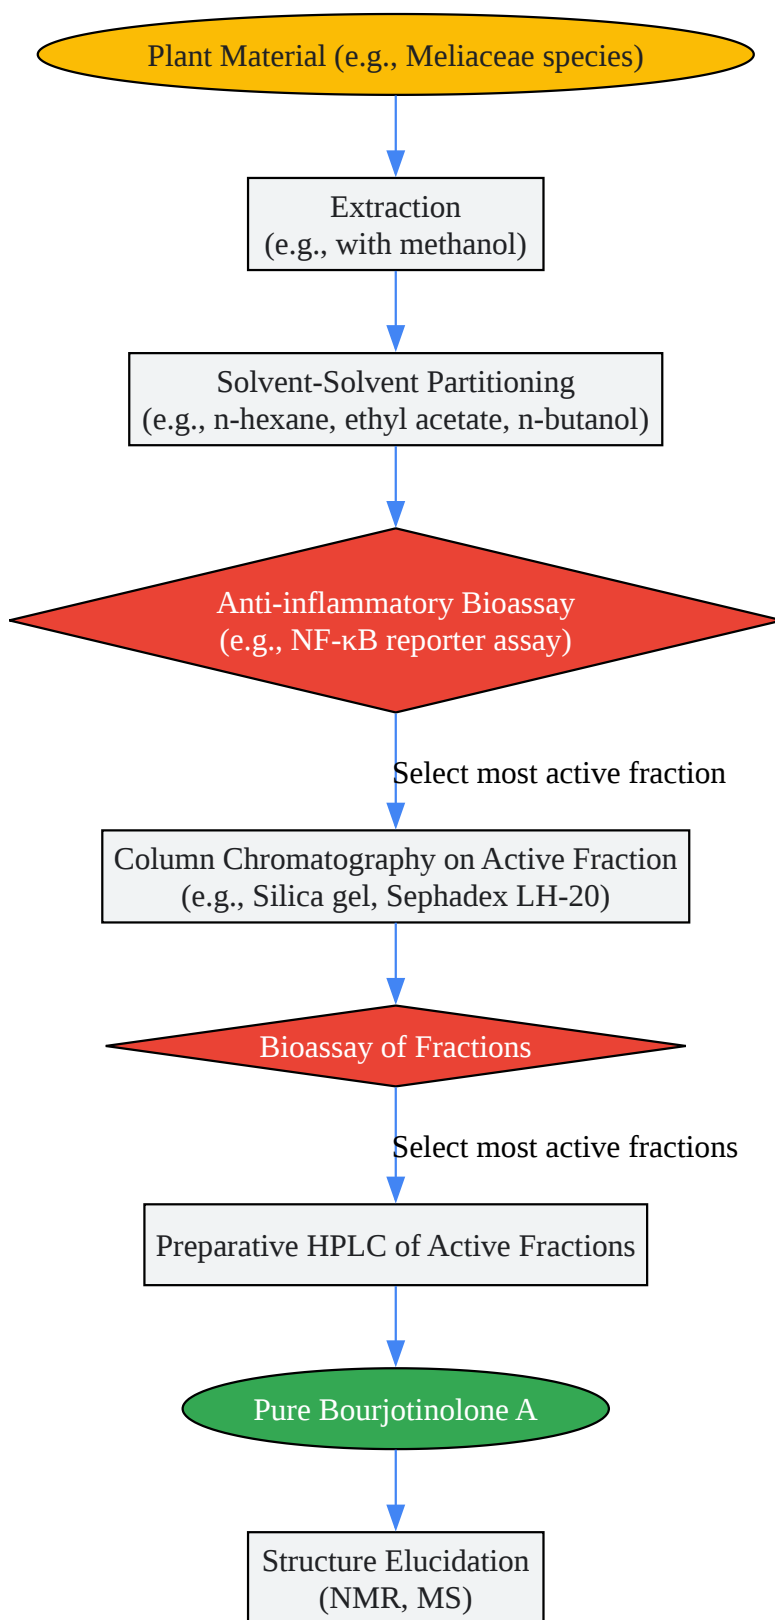 Plant Material (e.g., Meliaceae species)
Extraction
(e.g., with methanol)
Solvent-Solvent Partitioning
(e.g., n-hexane, ethyl acetate, n-butanol)
Anti-inflammatory Bioassay
(e.g., NF-κB reporter assay)
Select most active fraction
Column Chromatography on Active Fraction
(e.g., Silica gel, Sephadex LH-20)
Bioassay of Fractions
Select most active fractions
Preparative HPLC of Active Fractions
Pure Bourjotinolone A
Structure Elucidation
(NMR, MS)